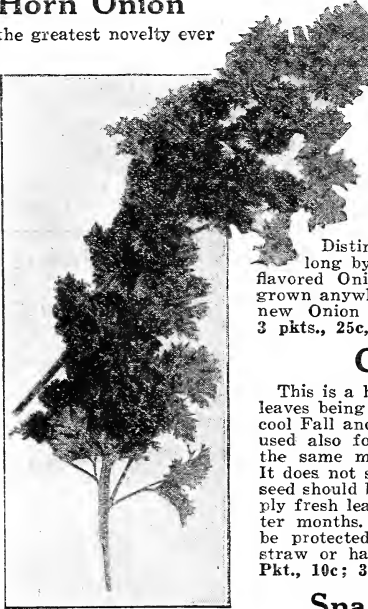 Horn Onion
the greatest novelty ever
Distin
long by
flavored Oni
grown anywh
new Onion
3 pkts., 25c,
C
This is a h
leaves being
cool Fall and
used also fo
the same m
It does not s
seed should b
ply fresh lea
ter months.
be protected
straw or ha
Pkt., 10c; 3
Spa